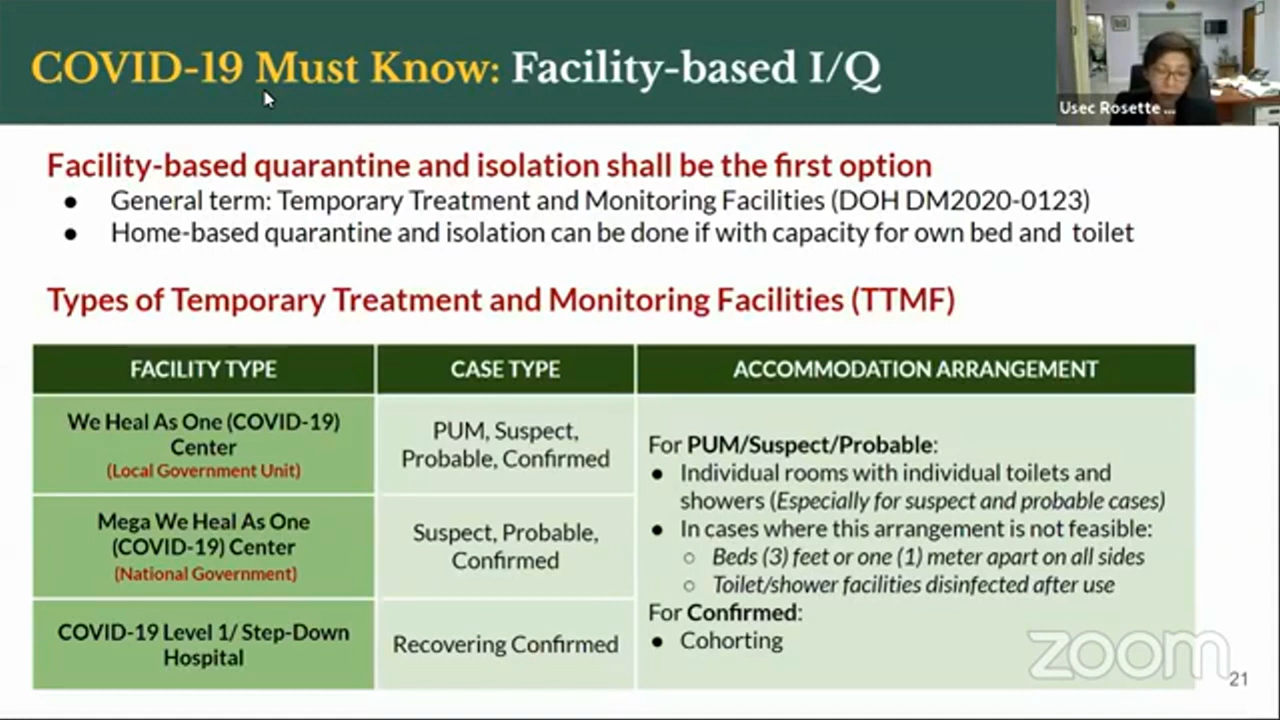 COVID-19 Must Know: Facility-based I/Q
Usec Rosette ...
Facility-based quarantine and isolation shall be the first option
● General term: Temporary Treatment and Monitoring Facilities (DOH DM2020-0123)
● Home-based quarantine and isolation can be done if with capacity for own bed and toilet
Types of Temporary Treatment and Monitoring Facilities (TTMF)
FACILITY TYPE
CASE TYPE
ACCOMMODATION ARRANGEMENT
We Heal As One (COVID-19)
Center
(Local Government Unit)
PUM, Suspect,
Probable, Confirmed
Mega We Heal As One
(COVID-19) Center
(National Government)
Suspect, Probable,
Confirmed
COVID-19 Level 1/ Step-Down
Hospital
Recovering Confirmed
For PUM/Suspect/Probable:
● Individual rooms with individual toilets and
showers (Especially for suspect and probable cases)
● In cases where this arrangement is not feasible:
○ Beds (3) feet or one (1) meter apart on all sides
○ Toilet/shower facilities disinfected after use
For Confirmed:
● Cohorting
zoom
21